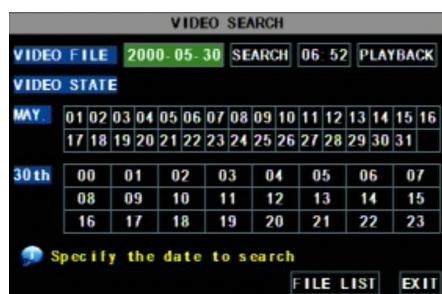 VIDEO SEARCH
VIDEO FILE 2000-05-30 SEARCH 06:52 PLAYBACK
VIDEO STATE
MAY. 01 02 03 04 05 06 07 08 09 10 11 12 13 14 15 16
17 18 19 20 21 22 23 24 25 26 27 28 29 30 31
30th 00 01 02 03 04 05 06 07
08 09 10 11 12 13 14 15
16 17 18 19 20 21 22 23
Specify the date to search
FILE LIST EXIT